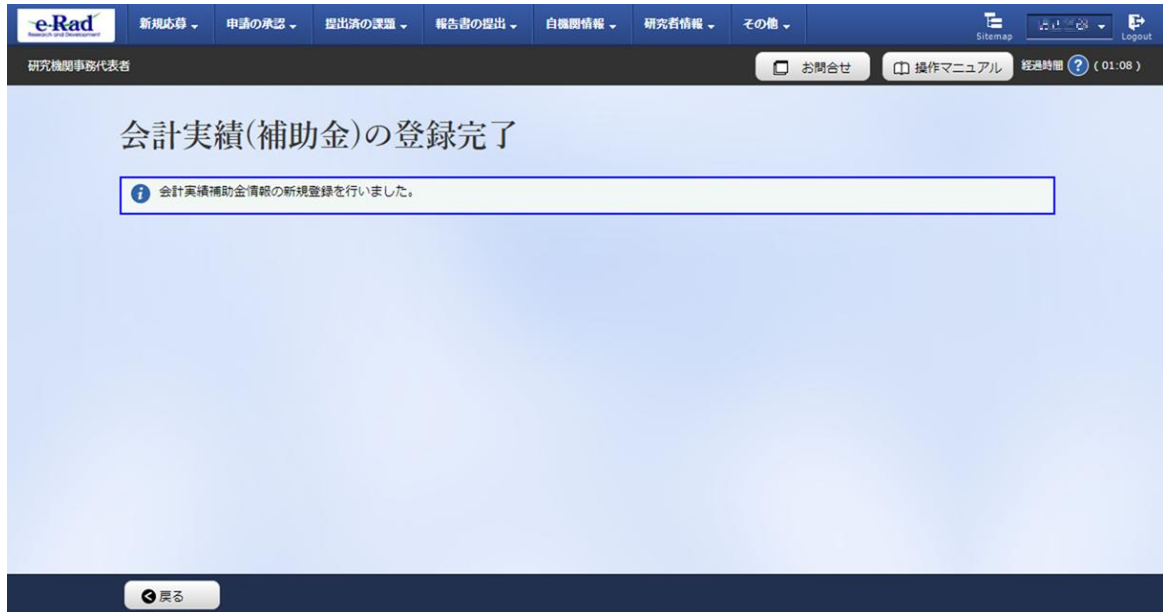 e-Rad
Research and Development
新規応募
申請の承認
提出済の課題
報告書の提出
自機関情報
研究者情報
その他
Sitemap
Logout
研究機関事務代表者
お問合せ
操作マニュアル
経過時間 ? ( 01:08 )
会計実績(補助金)の登録完了
i 会計実績補助金情報の新規登録を行いました。
戻る